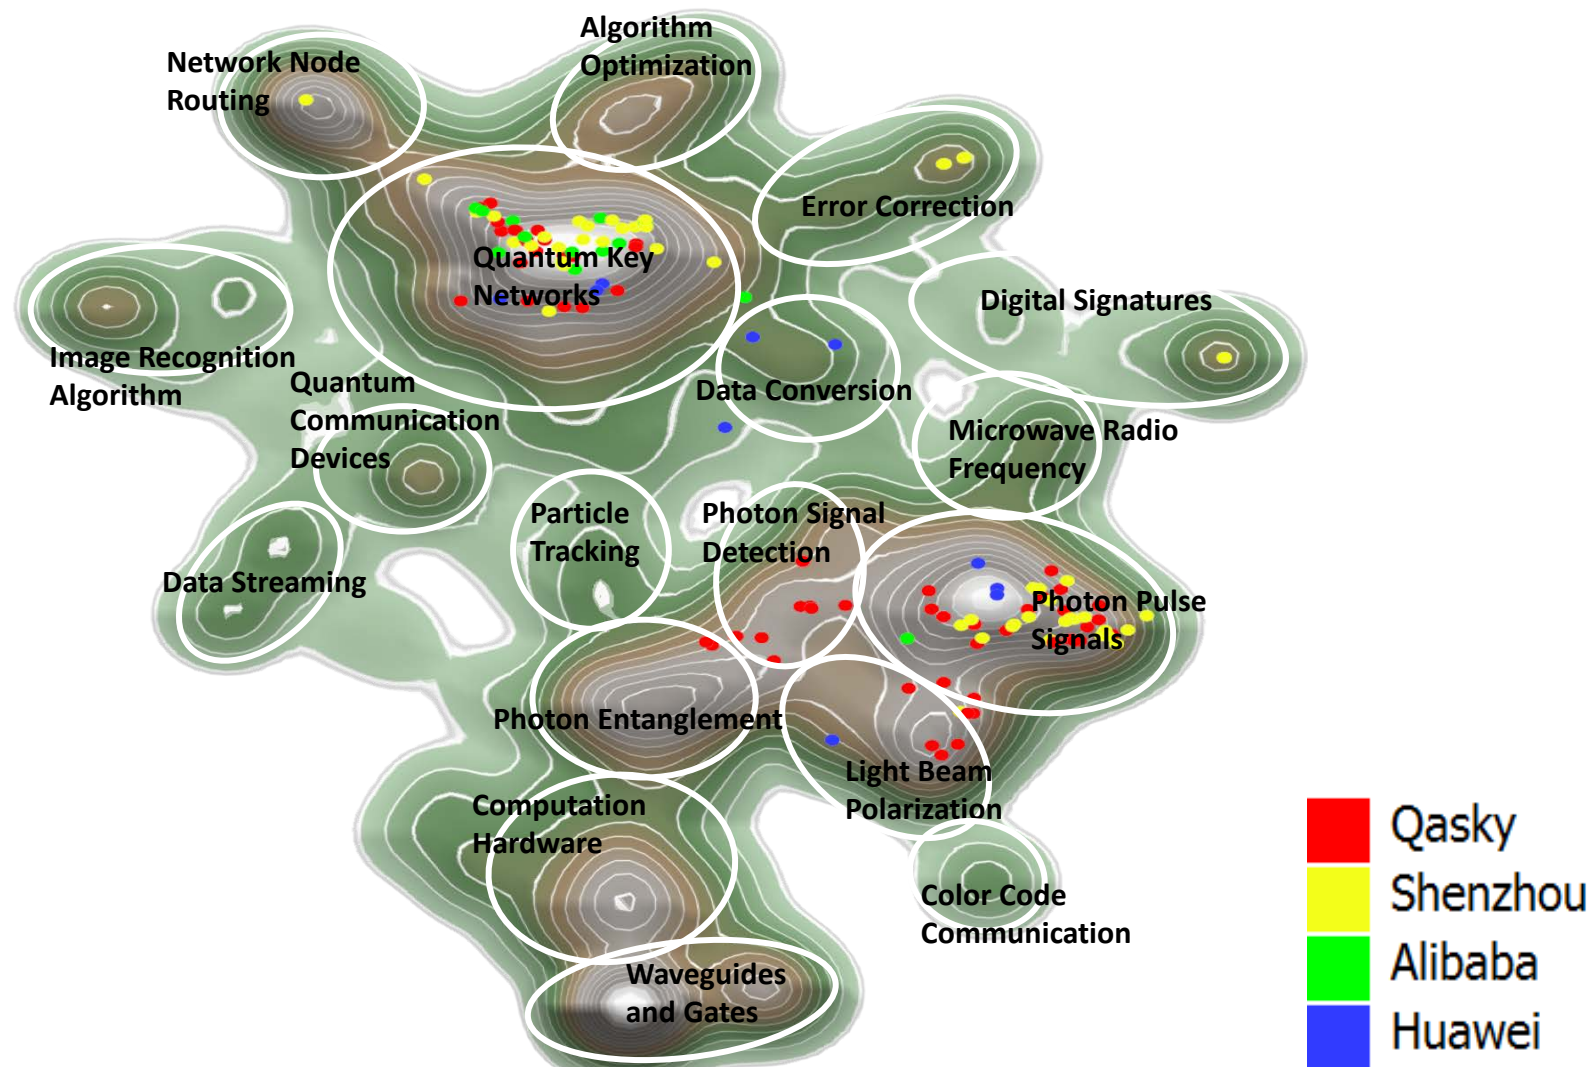 Algorithm
Optimization
Network Node
Routing
Error Correction
Quantum Key
Networks
Digital Signatures
Image Recognition
Algorithm
Quantum
Communication
Devices
Data Conversion
Microwave Radio
Frequency
Particle
Tracking
Photon Signal
Detection
Data Streaming
Photon Pulse
Signals
Photon Entanglement
Light Beam
Polarization
Computation
Hardware
Color Code
Communication
Waveguides
and Gates
Qasky
Shenzhou
Alibaba
Huawei